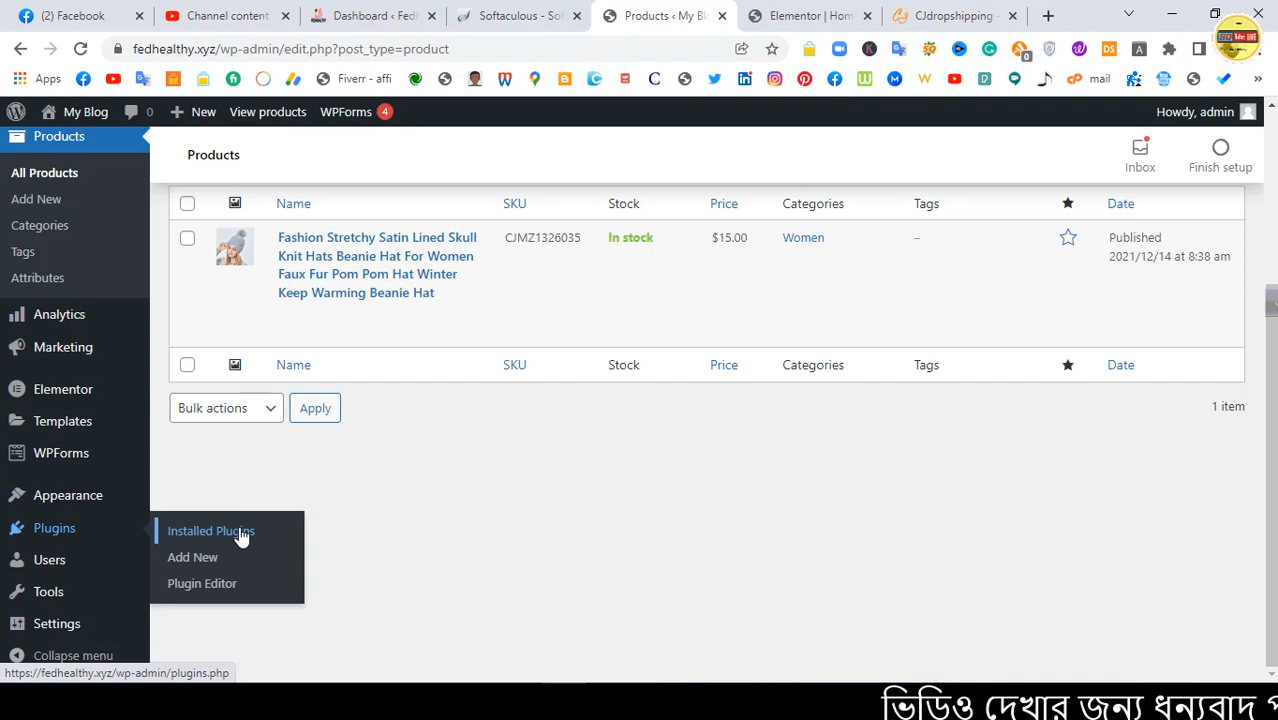 (2) Facebook
Channel content
Dashboard ‹ Fedl
Softaculous - Sof
Products ‹ My Blo
Elementor | Hom
CJdropshipping —
fedhealthy.xyz/wp-admin/edit.php?post_type=product
Apps
Fiverr - affi
mail
My Blog
0
New
View products
WPForms
4
Howdy, admin
Products
Products
Inbox
Finish setup
All Products
Add New
Categories
Tags
Attributes
Analytics
Marketing
Elementor
Templates
WPForms
Appearance
Plugins
Users
Tools
Settings
Collapse menu
Name
SKU
Stock
Price
Categories
Tags
Date
Fashion Stretchy Satin Lined Skull
Knit Hats Beanie Hat For Women
Faux Fur Pom Pom Hat Winter
Keep Warming Beanie Hat
CJMZ1326035
In stock
$15.00
Women
–
Published
2021/12/14 at 8:38 am
Name
SKU
Stock
Price
Categories
Tags
Date
Bulk actions
Apply
1 item
Installed Plugins
Add New
Plugin Editor
https://fedhealthy.xyz/wp-admin/plugins.php
ভিডিও দেখার জন্য ধন্যবাদ